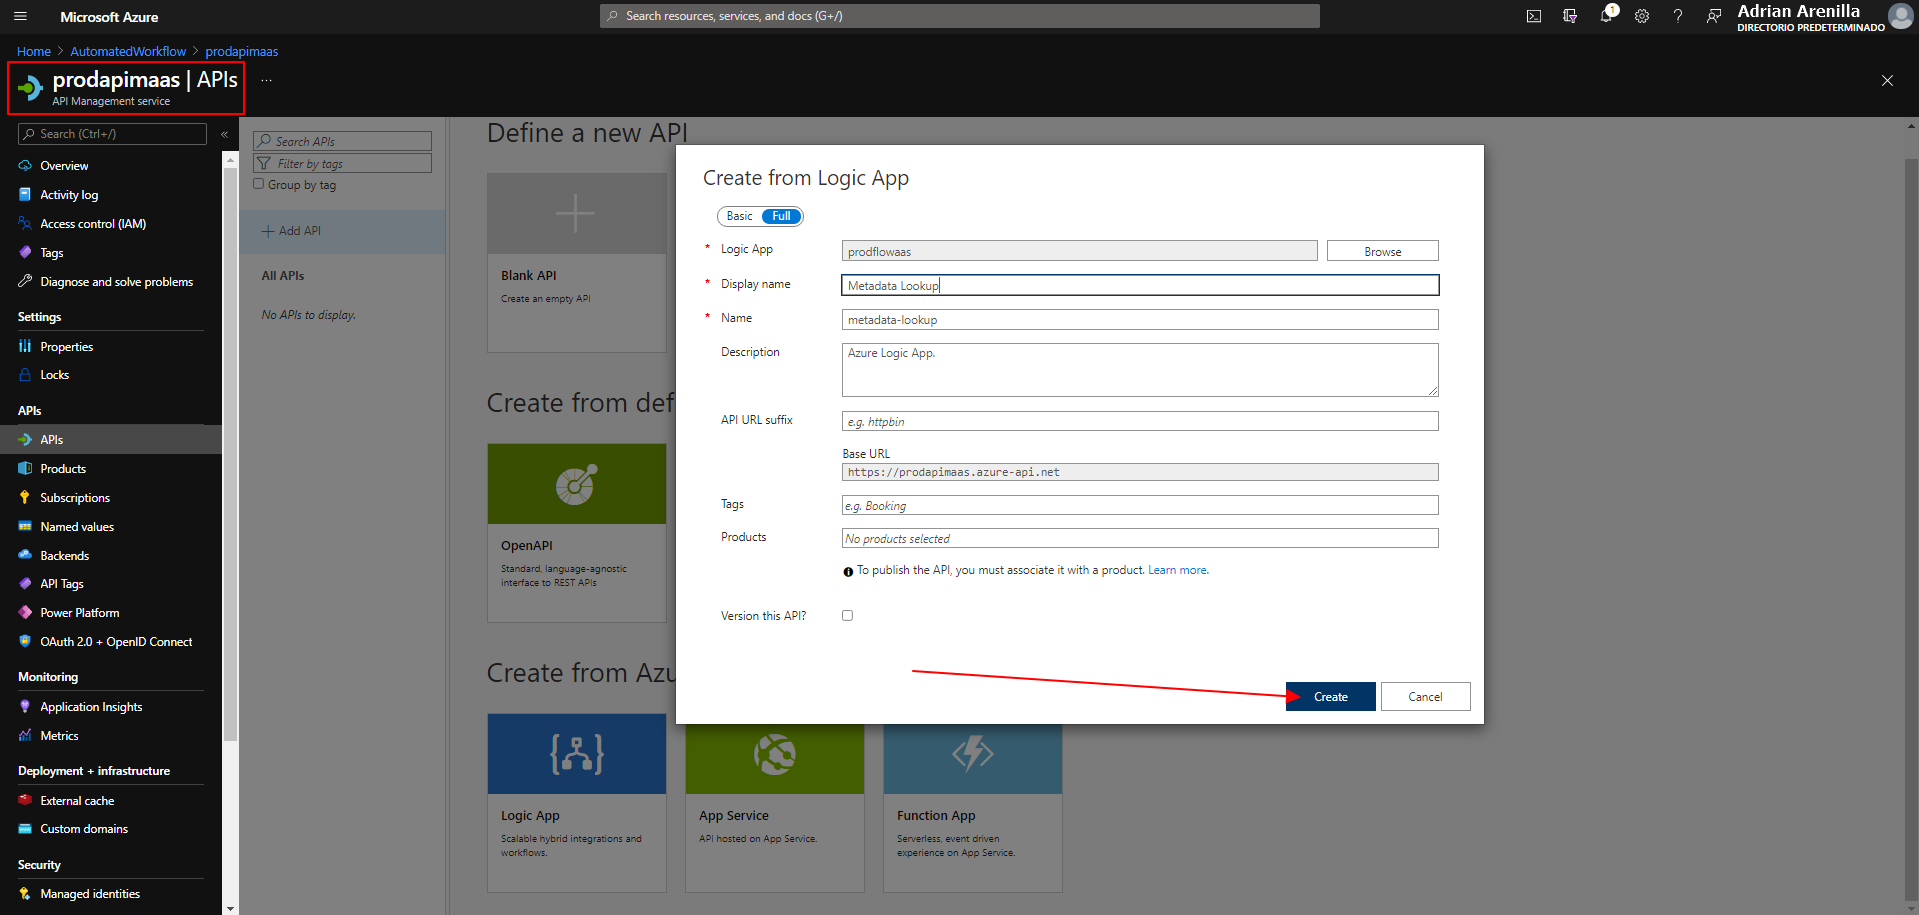 Microsoft Azure
Search resources, services, and docs (G+/)
1
Adrian Arenilla
DIRECTORIO PREDETERMINADO
Home > AutomatedWorkflow > prodapimaas
prodapimaas | APIs
...
API Management service
Search (Ctrl+/)
«
Overview
Activity log
Access control (IAM)
Tags
Diagnose and solve problems
Settings
Properties
Locks
APIs
APIs
Products
Subscriptions
Named values
Backends
API Tags
Power Platform
OAuth 2.0 + OpenID Connect
Monitoring
Application Insights
Metrics
Deployment + infrastructure
External cache
Custom domains
Security
Managed identities
Search APIs
Filter by tags
Group by tag
+ Add API
All APIs
No APIs to display.
Define a new API
Blank API
Create an empty API
Create from def
OpenAPI
Standard, language-agnostic
interface to REST APIs
Create from Azu
Logic App
Scalable hybrid integrations and
workflows.
App Service
API hosted on App Service.
Function App
Serverless, event driven
experience on App Service.
Create from Logic App
Basic Full
* Logic App prodflowaas Browse
* Display name Metadata Lookup
* Name metadata-lookup
Description Azure Logic App.
API URL suffix e.g. httpbin
Base URL
https://prodapimaas.azure-api.net
Tags e.g. Booking
Products No products selected
To publish the API, you must associate it with a product. Learn more.
Version this API?
Create Cancel